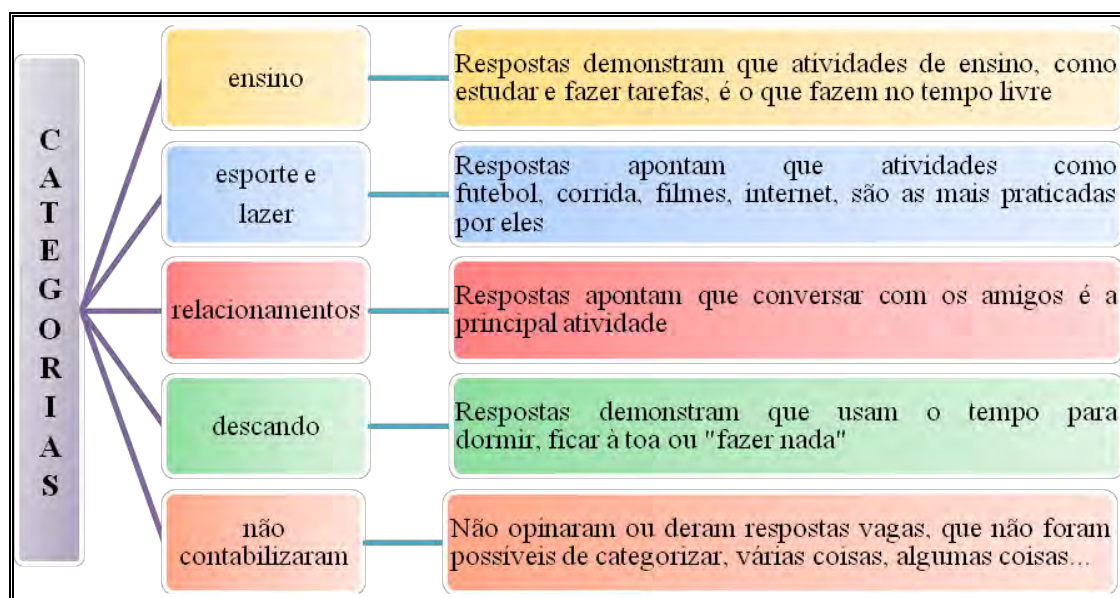 CATEGORIAS
ensino
Respostas demonstram que atividades de ensino, como
estudar e fazer tarefas, é o que fazem no tempo livre
esporte e
lazer
Respostas apontam que atividades como
futebol, corrida, filmes, internet, são as mais praticadas
por eles
relacionamentos
Respostas apontam que conversar com os amigos é a
principal atividade
descando
Respostas demonstram que usam o tempo para
dormir, ficar à toa ou "fazer nada"
não
contabilizaram
Não opinaram ou deram respostas vagas, que não foram
possíveis de categorizar, várias coisas, algumas coisas...